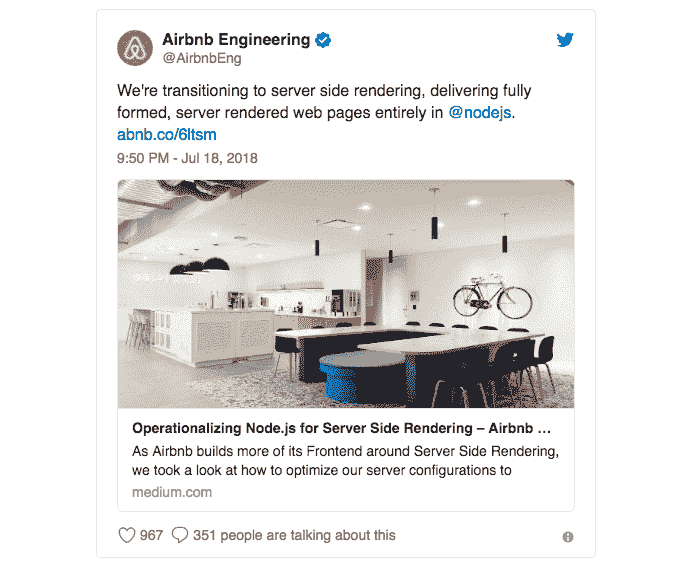 Airbnb Engineering
@AirbnbEng
We're transitioning to server side rendering, delivering fully
formed, server rendered web pages entirely in @nodejs.
abnb.co/6ltsm
9:50 PM - Jul 18, 2018
Operationalizing Node.js for Server Side Rendering – Airbnb ...
As Airbnb builds more of its Frontend around Server Side Rendering,
we took a look at how to optimize our server configurations to
medium.com
967 351 people are talking about this